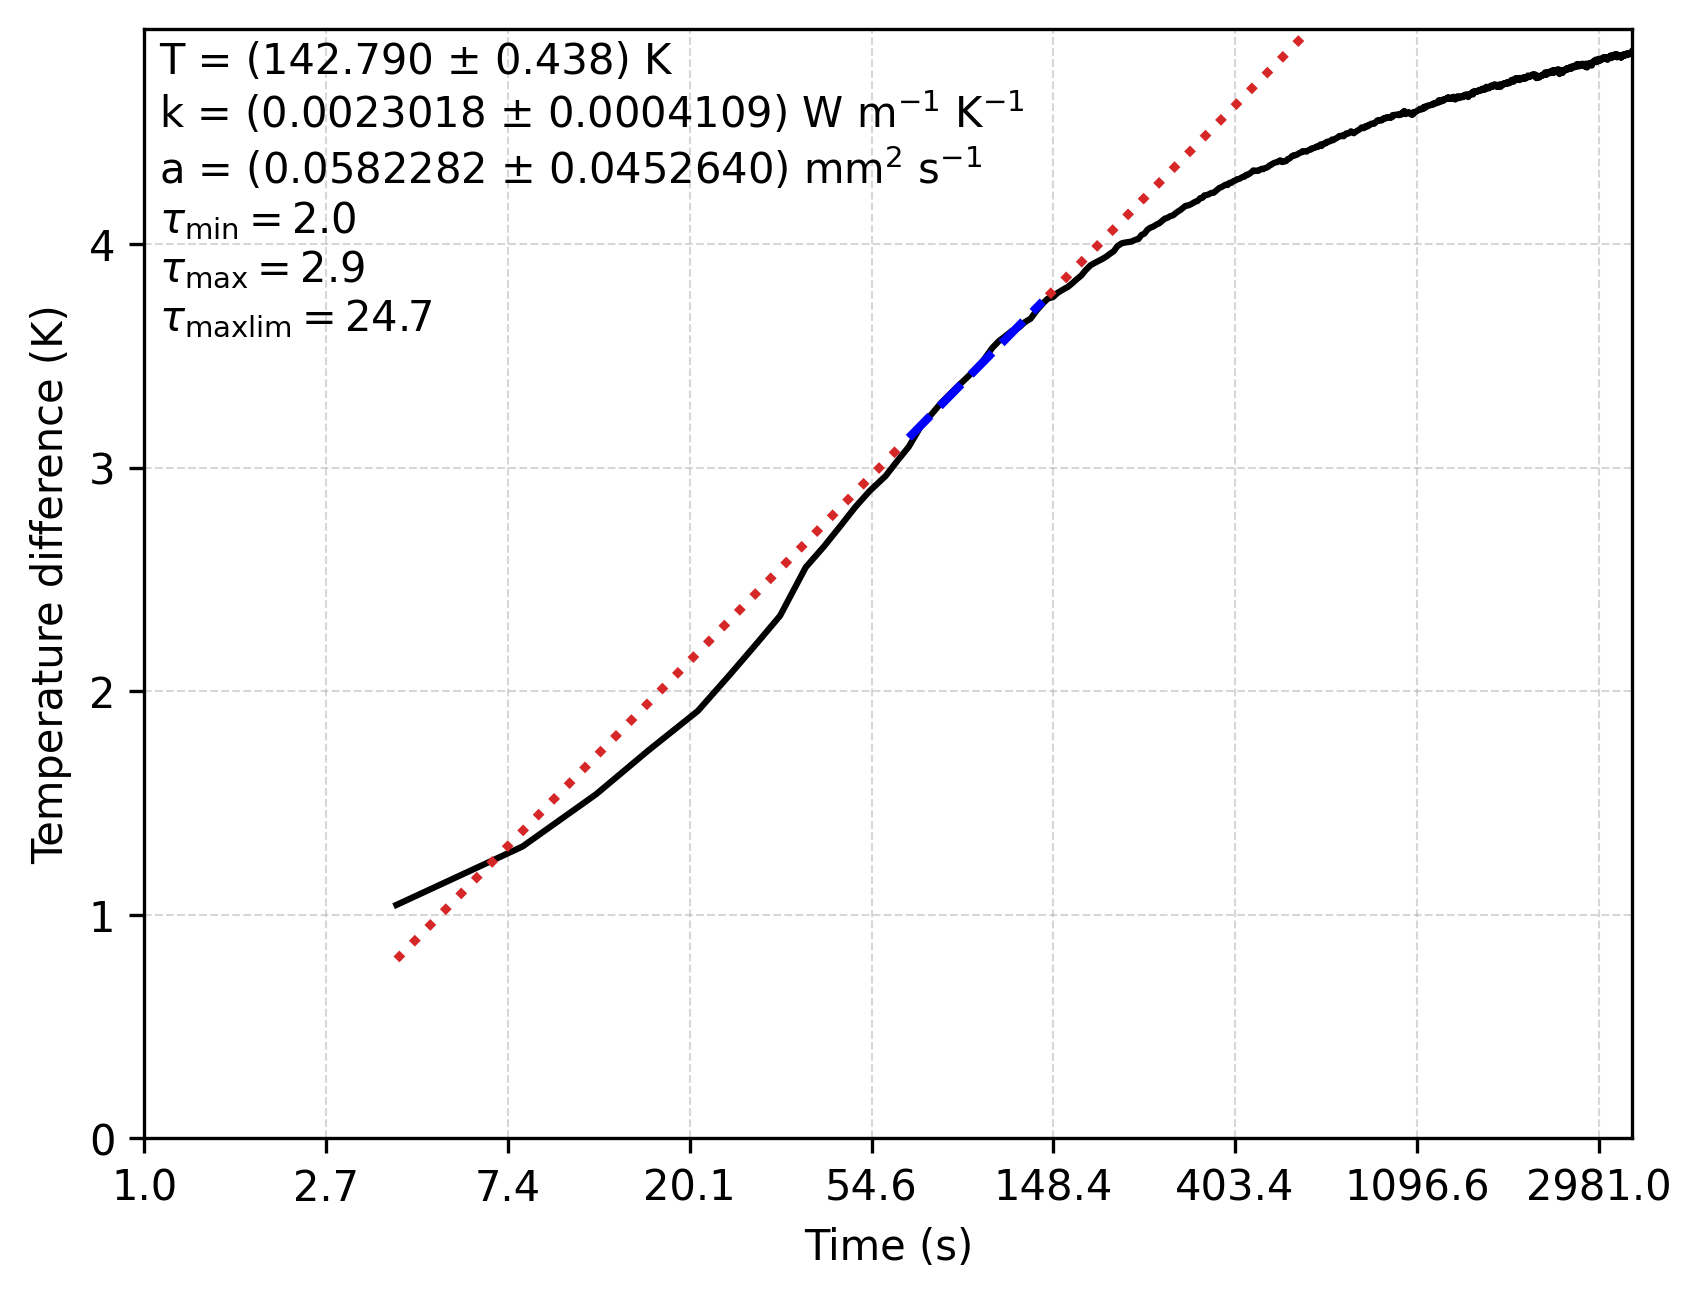 T = (142.790 ± 0.438) K
k = (0.0023018 ± 0.0004109) W m⁻¹ K⁻¹
a = (0.0582282 ± 0.0452640) mm² s⁻¹
τmin = 2.0
τmax = 2.9
τmaxlim = 24.7
Temperature difference (K)
4
3
2
1
0
1.0 2.7 7.4 20.1 54.6 148.4 403.4 1096.6 2981.0
Time (s)